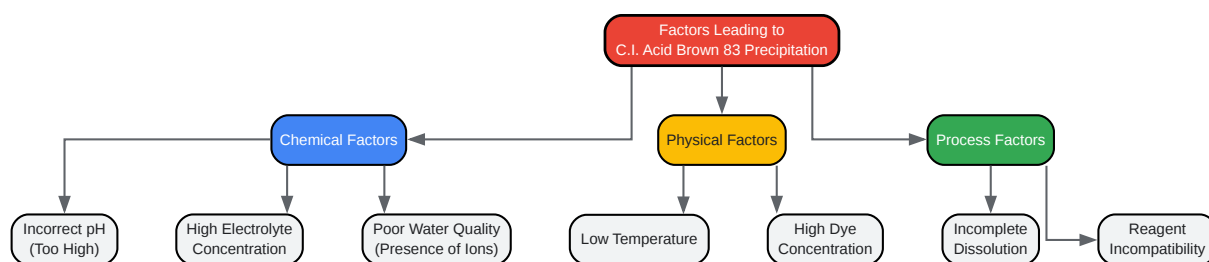 Factors Leading to
C.I. Acid Brown 83 Precipitation
Chemical Factors
Physical Factors
Process Factors
Incorrect pH
(Too High)
High Electrolyte
Concentration
Poor Water Quality
(Presence of Ions)
Low Temperature
High Dye
Concentration
Incomplete
Dissolution
Reagent
Incompatibility